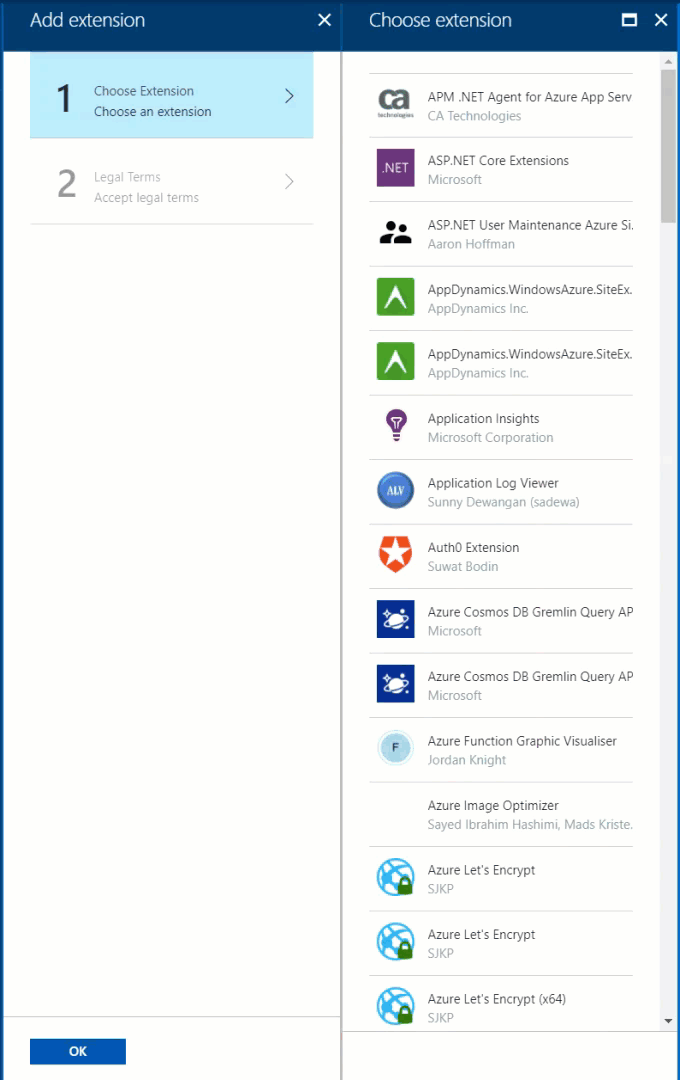 Add extension
1
Choose Extension
Choose an extension
2
Legal Terms
Accept legal terms
OK
Choose extension
ca
technologies
APM .NET Agent for Azure App Serv
CA Technologies
.NET
ASP.NET Core Extensions
Microsoft
ASP.NET User Maintenance Azure Si.
Aaron Hoffman
AppDynamics.WindowsAzure.SiteEx.
AppDynamics Inc.
AppDynamics.WindowsAzure.SiteEx.
AppDynamics Inc.
Application Insights
Microsoft Corporation
ALV
Application Log Viewer
Sunny Dewangan (sadewa)
Auth0 Extension
Suwat Bodin
Azure Cosmos DB Gremlin Query AP
Microsoft
Azure Cosmos DB Gremlin Query AP
Microsoft
F
Azure Function Graphic Visualiser
Jordan Knight
Azure Image Optimizer
Sayed Ibrahim Hashimi, Mads Kriste.
Azure Let's Encrypt
SJKP
Azure Let's Encrypt
SJKP
Azure Let's Encrypt (x64)
SJKP